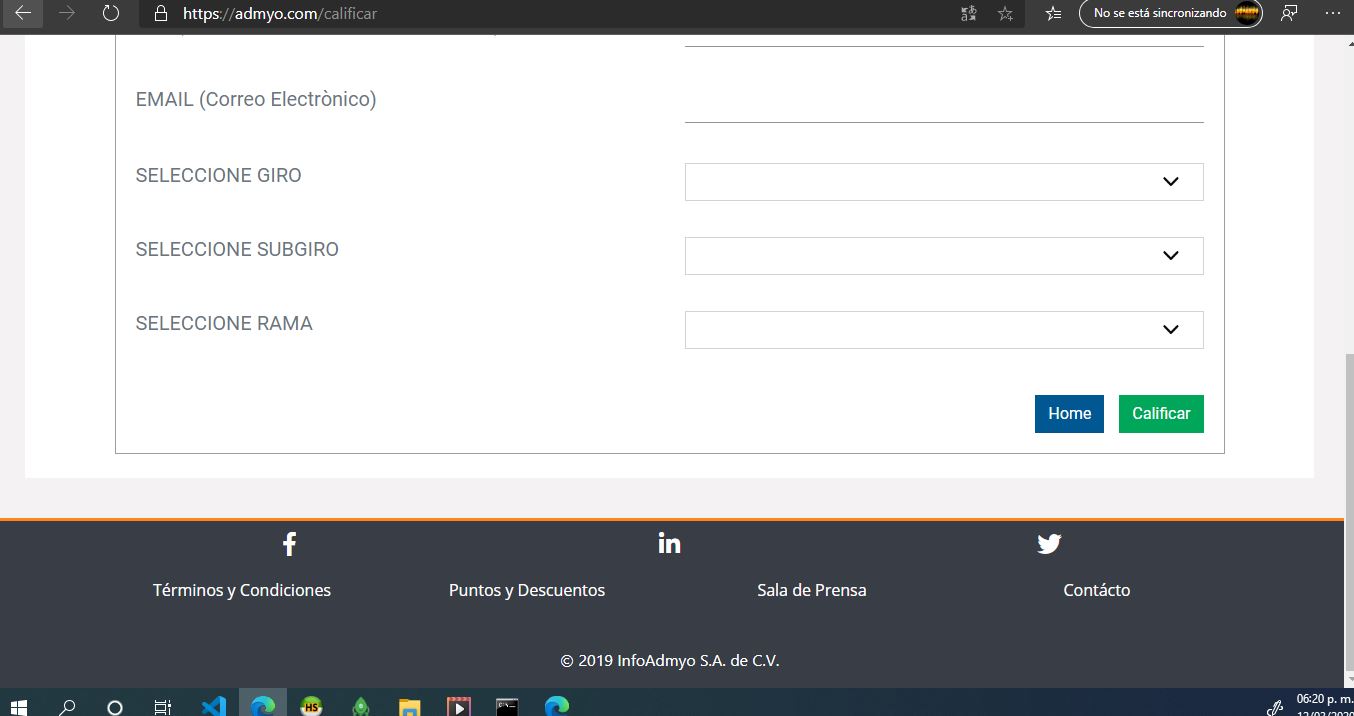 https://admyo.com/calificar
No se está sincronizando
EMAIL (Correo Electrònico)
SELECCIONE GIRO
SELECCIONE SUBGIRO
SELECCIONE RAMA
Home
Calificar
Términos y Condiciones
Puntos y Descuentos
Sala de Prensa
Contácto
© 2019 InfoAdmyo S.A. de C.V.
HS
06:20 p. m.